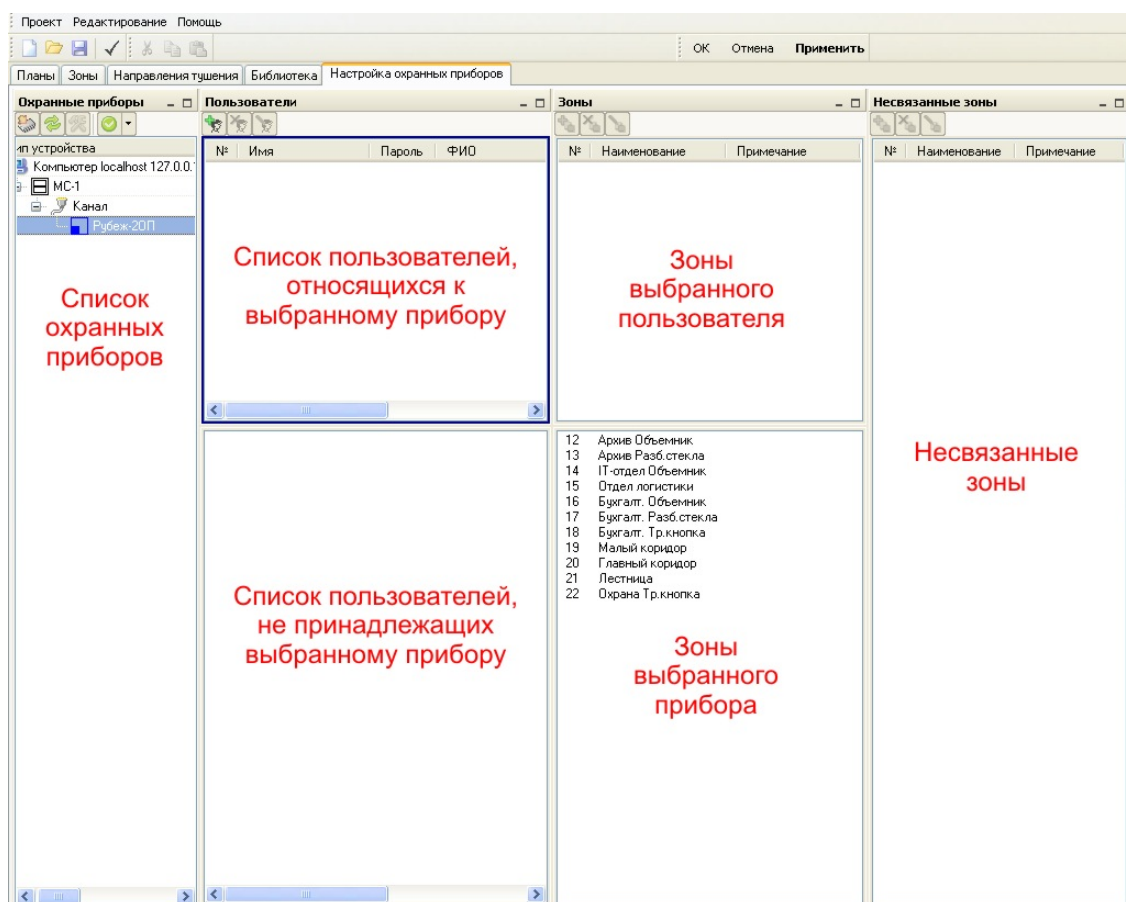 Проект Редактирование Помощь
ОК Отмена Применить
Планы Зоны Направления тушения Библиотека Настройка охранных приборов
Охранные приборы
ип устройства
Компьютер localhost 127.0.0.
МС-1
Канал
Рубеж-2ОП
Список
охранных
приборов
Пользователи
№ Имя Пароль ФИО
Список пользователей,
относящихся к
выбранному прибору
Список пользователей,
не принадлежащих
выбранному прибору
Зоны
№ Наименование Примечание
Зоны
выбранного
пользователя
12 Архив Объемник
13 Архив Разб.стекла
14 IT-отдел Объемник
15 Отдел логистики
16 Бухгалт. Объемник
17 Бухгалт. Разб.стекла
18 Бухгалт. Тр.кнопка
19 Малый коридор
20 Главный коридор
21 Лестница
22 Охрана Тр.кнопка
Зоны
выбранного
прибора
Несвязанные зоны
№ Наименование Примечание
Несвязанные
зоны